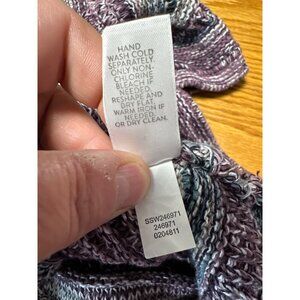 HAND
WASH COLD
SEPARATELY.
ONLY NON-
CHLORINE
BLEACH IF
NEEDED.
RESHAPE AND
DRY FLAT.
WARM IRON IF
NEEDED.
OR DRY CLEAN.
SSW246971
246971
0204811